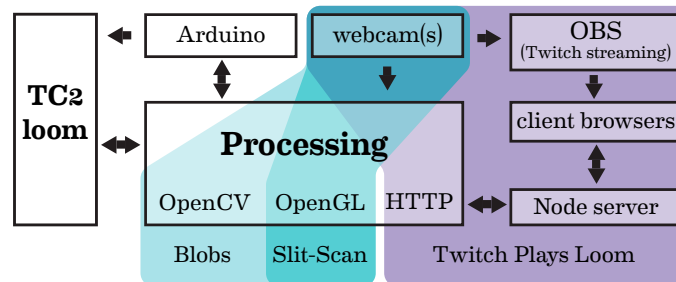 Arduino
webcam(s)
OBS
(Twitch streaming)
TC2
loom
client browsers
Processing
OpenCV
OpenGL
HTTP
Node server
Blobs
Slit-Scan
Twitch Plays Loom